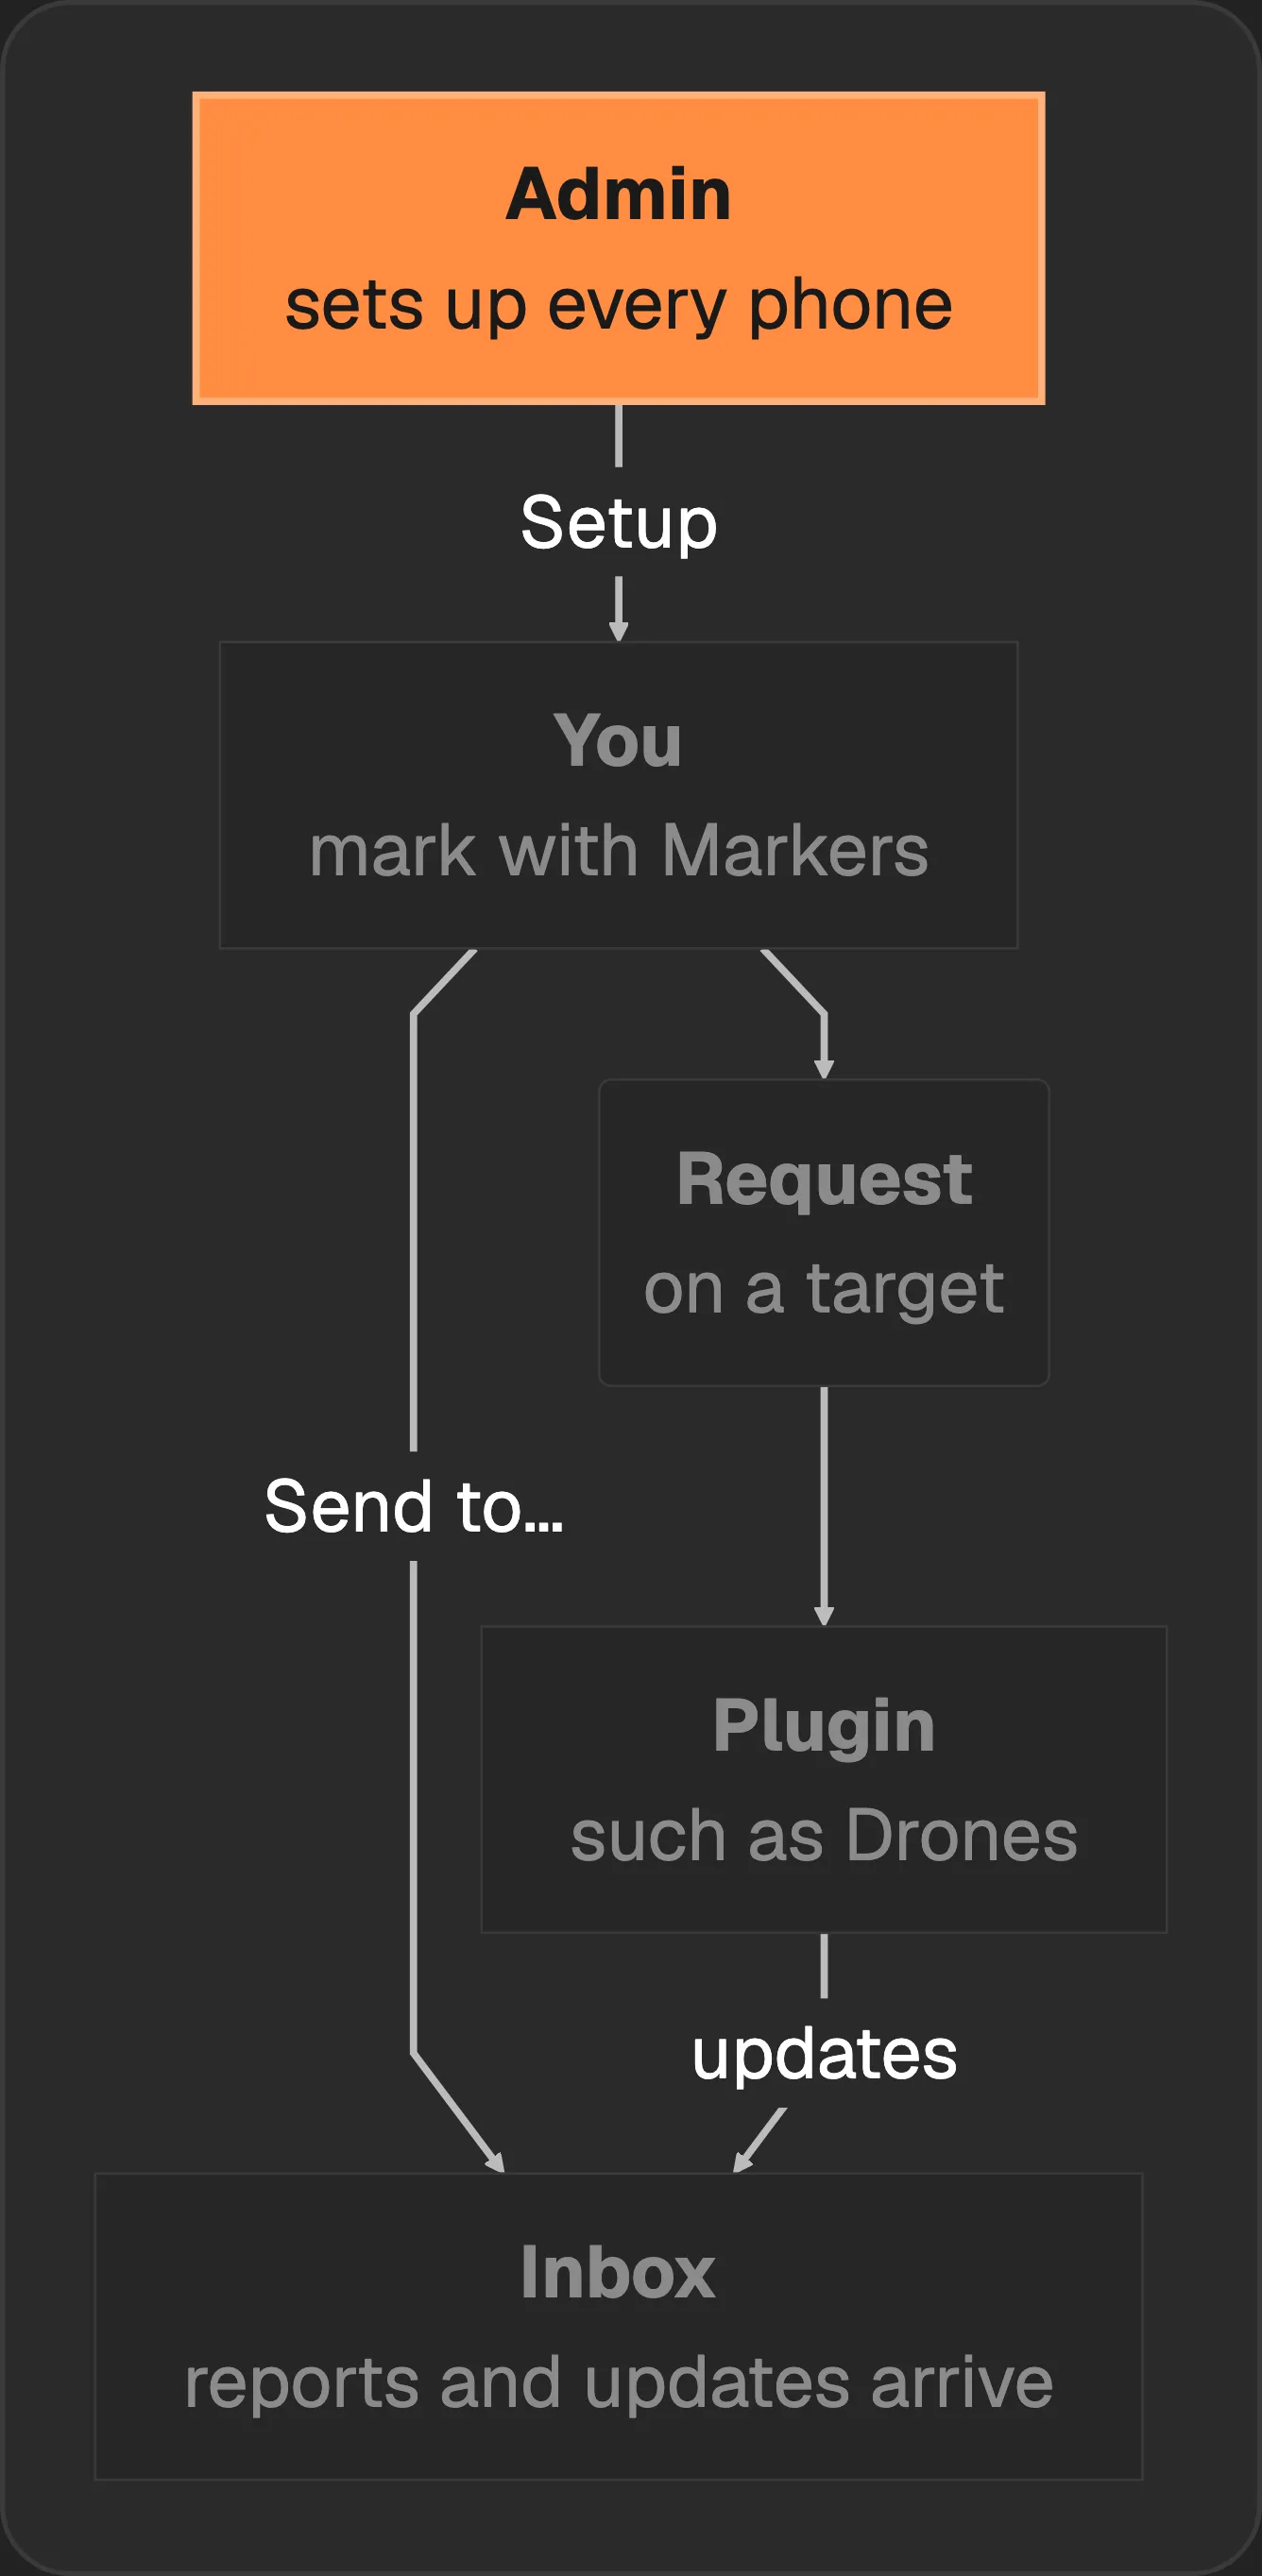 Admin
sets up every phone
Setup
You
mark with Markers
Request
on a target
Send to...
Plugin
such as Drones
updates
Inbox
reports and updates arrive